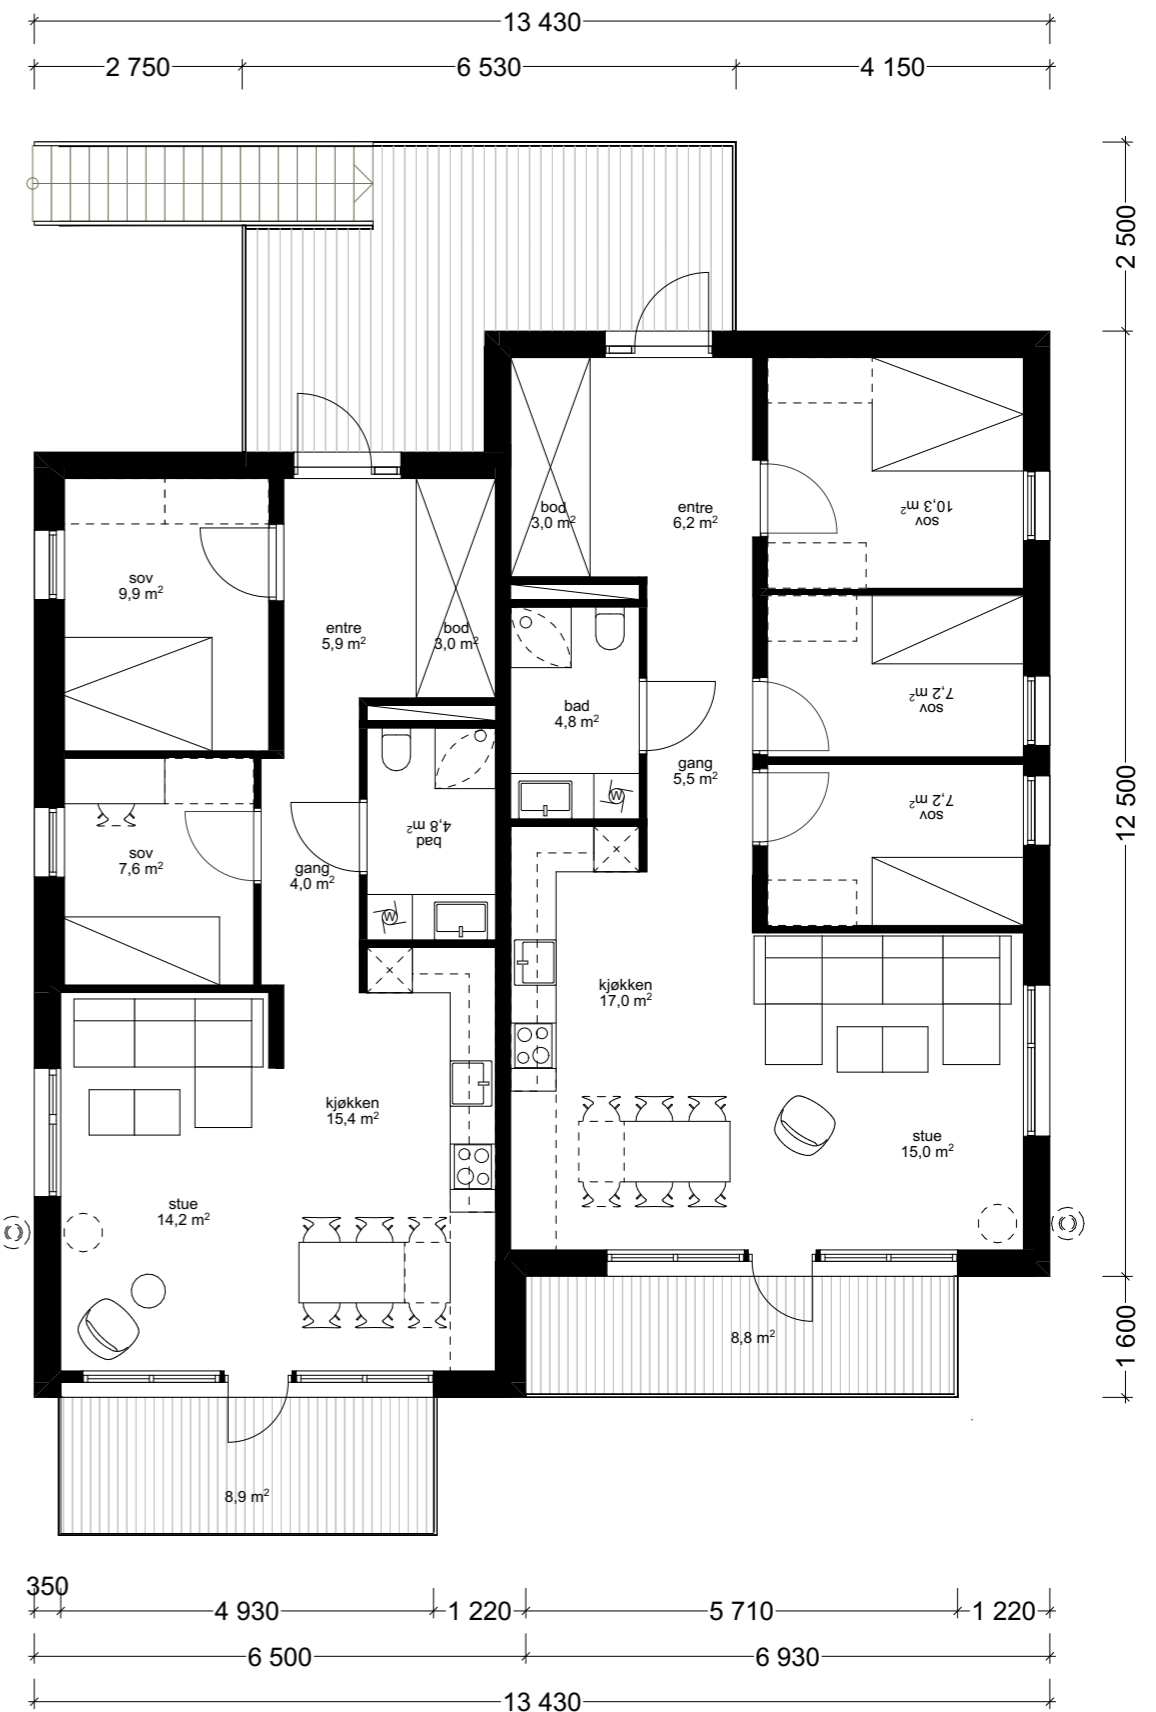 13 430
2 750
6 530
4 150
2 500
12 500
1 600
bod
3,0 m²
entre
6,2 m²
sov
10,3 m²
sov
9,9 m²
entre
5,9 m²
bod
3,0 m²
bad
4,8 m²
sov
7,2 m²
gang
5,5 m²
sov
7,2 m²
bad
4,8 m²
sov
7,6 m²
gang
4,0 m²
W
W
kjøkken
17,0 m²
kjøkken
15,4 m²
stue
15,0 m²
stue
14,2 m²
8,8 m²
8,9 m²
350
4 930
1 220
5 710
1 220
6 500
6 930
13 430